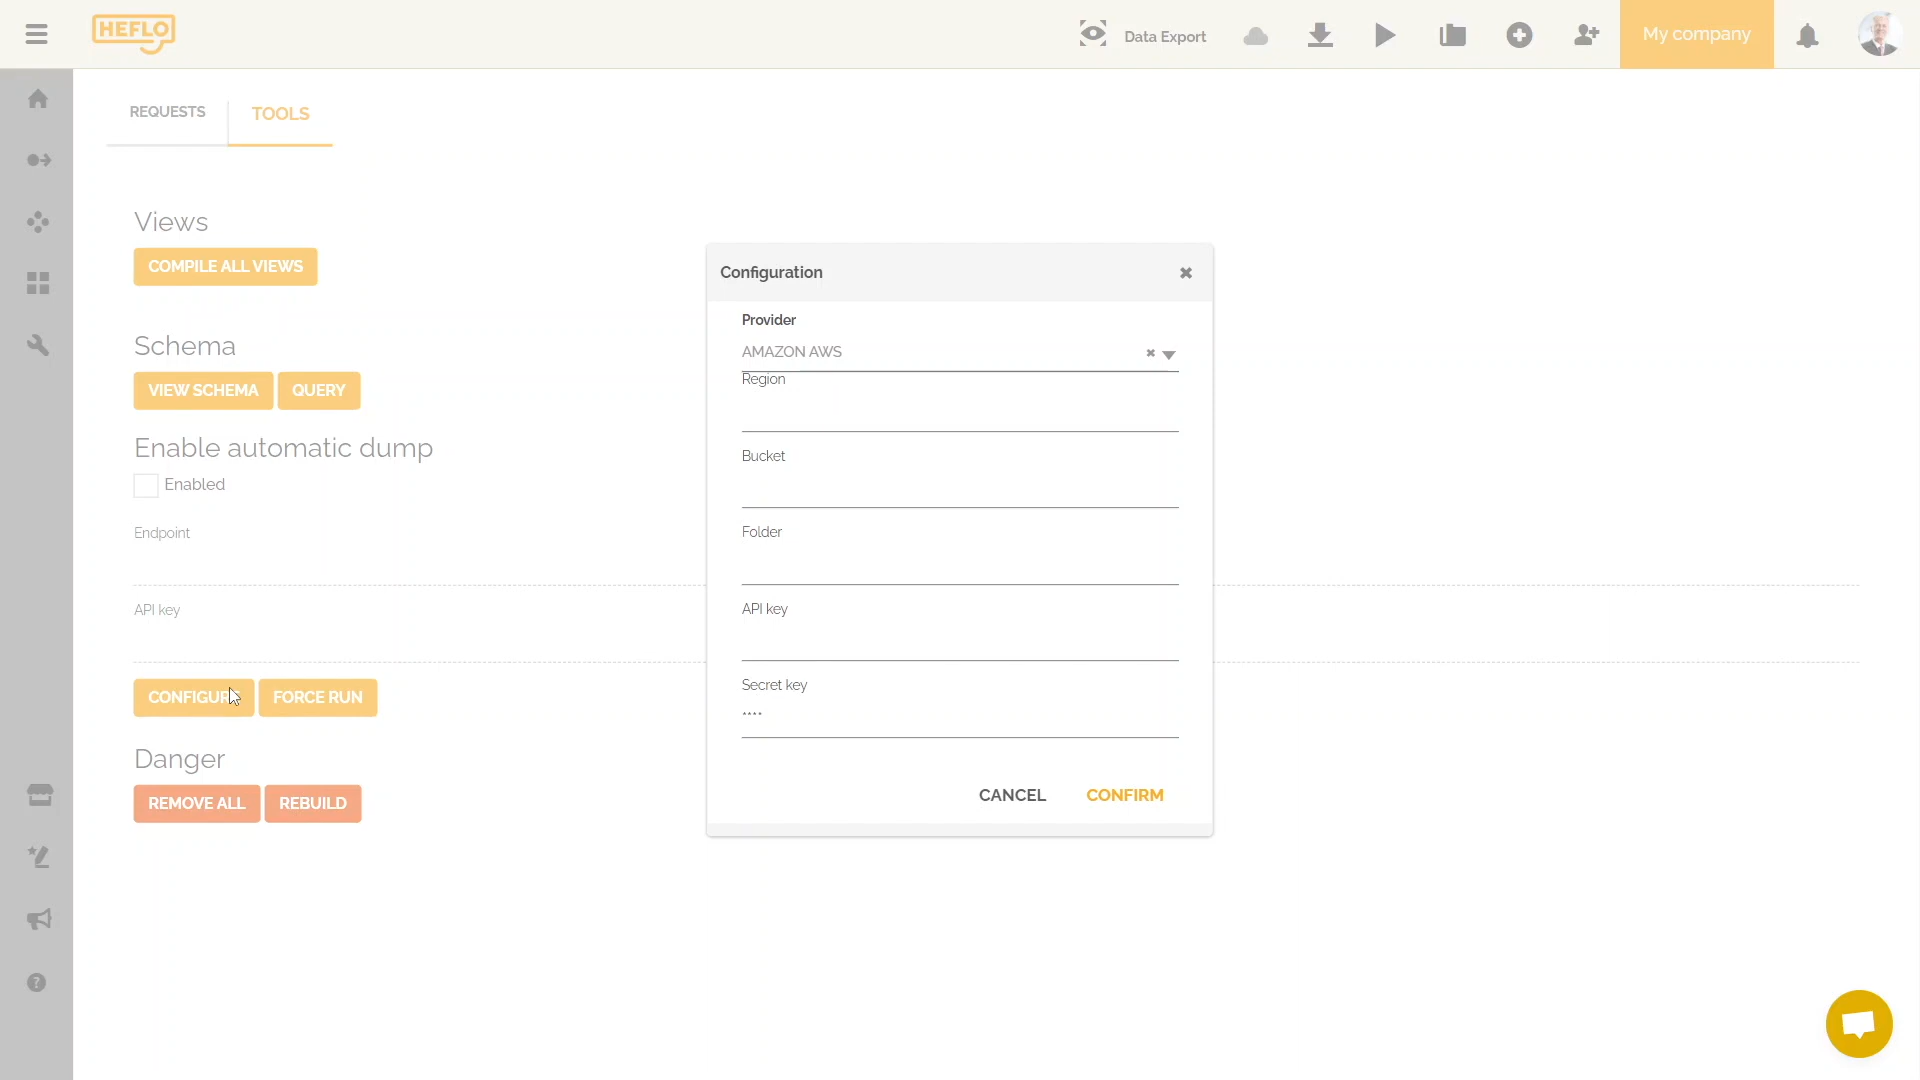 HEFLO
Data Export
My company
REQUESTS
TOOLS
Views
COMPILE ALL VIEWS
Schema
VIEW SCHEMA
QUERY
Enable automatic dump
Enabled
Endpoint
API key
CONFIGURE
FORCE RUN
Danger
REMOVE ALL
REBUILD
Configuration
Provider
AMAZON AWS
Region
Bucket
Folder
API key
Secret key
****
CANCEL
CONFIRM